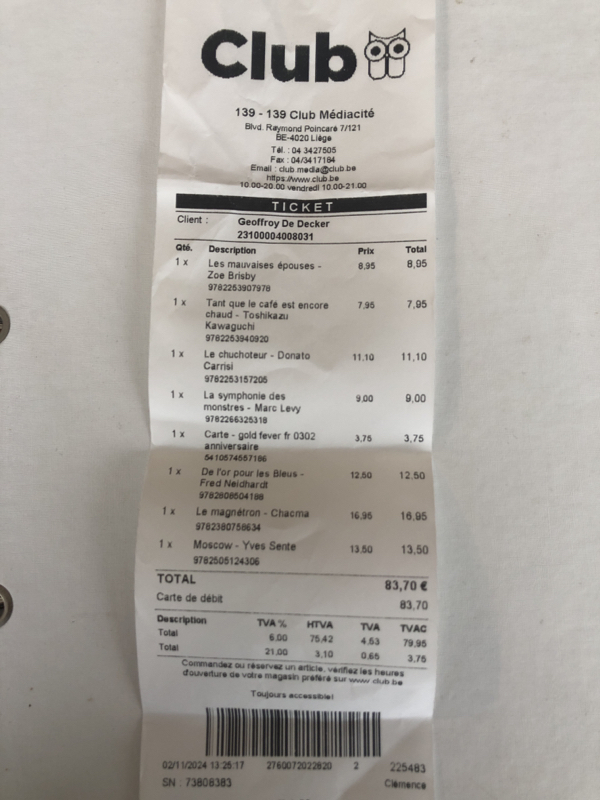 Club
139 - 139 Club Médiacité
Blvd. Raymond Poincaré 7/121
BE-4020 Liège
Tél. : 04 3427505
Fax : 04/3417184
Email : club.media@club.be
https://www.club.be
10.00-20.00 vendredi 10.00-21.00
TICKET
Client : Geoffroy De Decker
23100004008031
Qté. Description Prix Total
1 x Les mauvaises épouses - 8,95 8,95
Zoe Brisby
9782253907978
1 x Tant que le café est encore 7,95 7,95
chaud - Toshikazu
Kawaguchi
9782253940920
1 x Le chuchoteur - Donato 11,10 11,10
Carrisi
9782253157205
1 x La symphonie des 9,00 9,00
monstres - Marc Levy
9782266325318
1 x Carte - gold fever fr 0302 3,75 3,75
anniversaire
5410574557186
1 x De l'or pour les Bleus - 12,50 12,50
Fred Neidhardt
9782808504188
1 x Le magnétron - Chacma 16,95 16,95
9782380758634
1 x Moscow - Yves Sente 13,50 13,50
9782505124306
TOTAL 83,70 €
Carte de débit 83,70
Description TVA % HTVA TVA TVAC
Total 6,00 75,42 4,53 79,95
Total 21,00 3,10 0,65 3,75
Commandez ou réservez un article, vérifiez les heures
d'ouverture de votre magasin préféré sur www.club.be
Toujours accessible!
02/11/2024 13:25:17 2760072022820 2 225483
SN : 73808383 Clémence